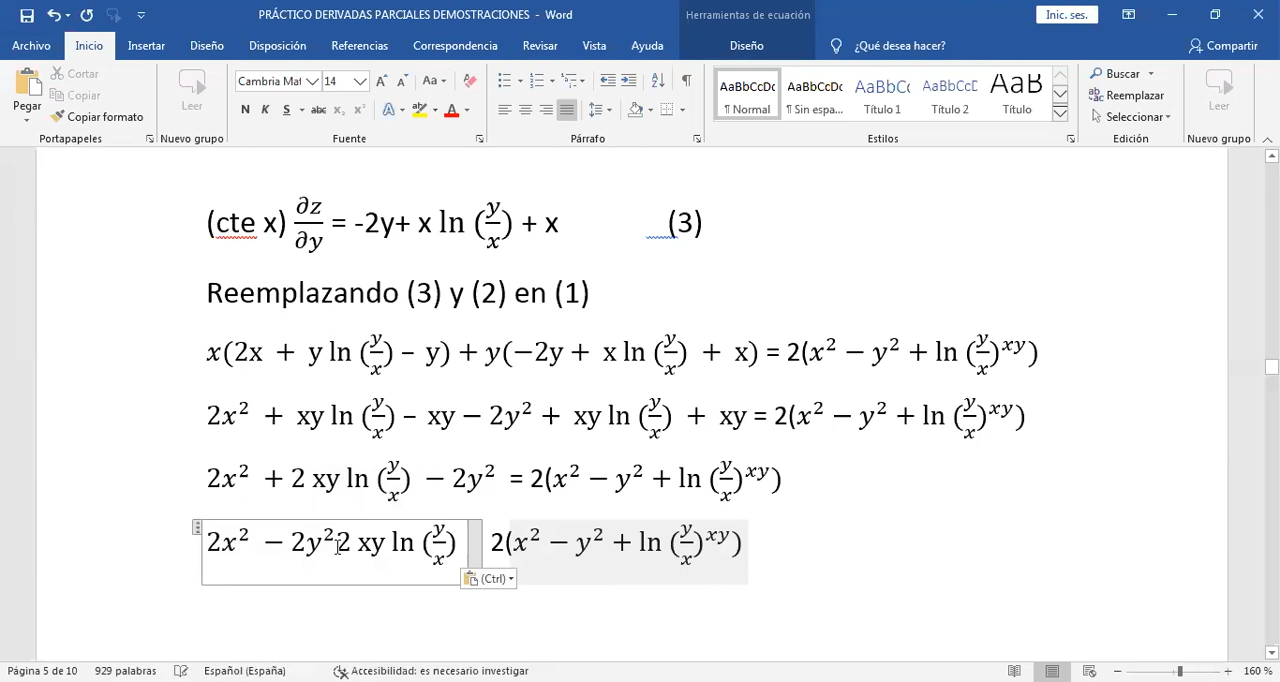 PRÁCTICO DERIVADAS PARCIALES DEMOSTRACIONES - Word
Herramientas de ecuación
Inic. ses.
Archivo Inicio Insertar Diseño Disposición Referencias Correspondencia Revisar Vista Ayuda Diseño ¿Qué desea hacer? Compartir
Pegar
Cortar
Copiar
Copiar formato
Portapapeles
Leer
Nuevo grupo
Cambria Mat 14
N K S abc x₂ x²
Fuente
Párrafo
AaBbCcDc AaBbCcDc AaBbCc AaBbCcD AaB
¶ Normal ¶ Sin espa... Título 1 Título 2 Título
Estilos
Buscar
Reemplazar
Seleccionar
Edición
Leer
Nuevo grupo
(cte x) ∂z/∂y = -2y+ x ln (y/x) + x (3)
Reemplazando (3) y (2) en (1)
x(2x + y ln (y/x) – y) + y(−2y + x ln (y/x) + x) = 2(x² − y² + ln (y/x)^xy)
2x² + xy ln (y/x) – xy − 2y² + xy ln (y/x) + xy = 2(x² − y² + ln (y/x)^xy)
2x² + 2 xy ln (y/x) − 2y² = 2(x² − y² + ln (y/x)^xy)
2x² − 2y²2 xy ln (y/x) 2(x² − y² + ln (y/x)^xy)
(Ctrl)
Página 5 de 10 929 palabras Español (España) Accesibilidad: es necesario investigar 160 %